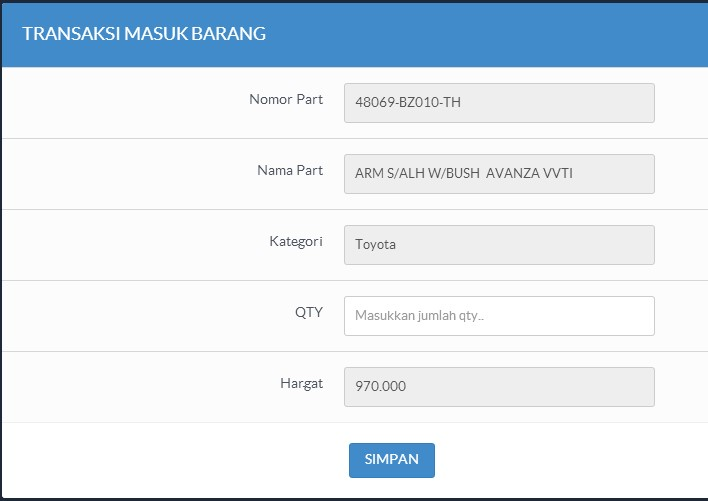 TRANSAKSI MASUK BARANG
Nomor Part 48069-BZ010-TH
Nama Part ARM S/ALH W/BUSH AVANZA VVTI
Kategori Toyota
QTY Masukkan jumlah qty..
Hargat 970.000
SIMPAN